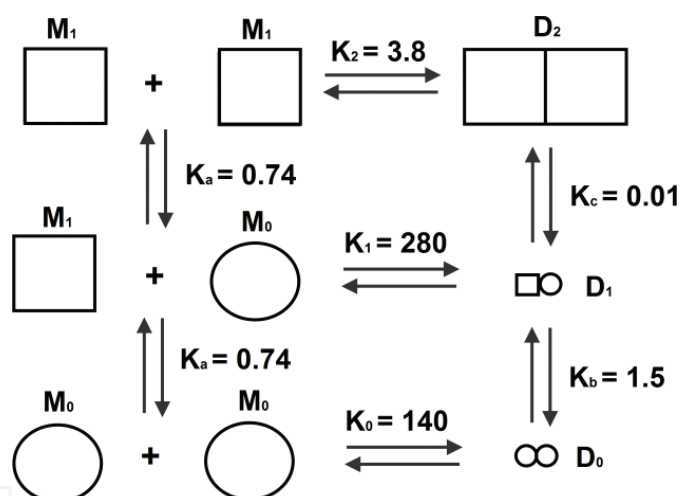 M₁ M₁ D₂
+ K₂ = 3.8
Kₐ = 0.74 K꜀ = 0.01
M₁ M₀
+ K₁ = 280 D₁
Kₐ = 0.74 K_b = 1.5
M₀ M₀
+ K₀ = 140 D₀